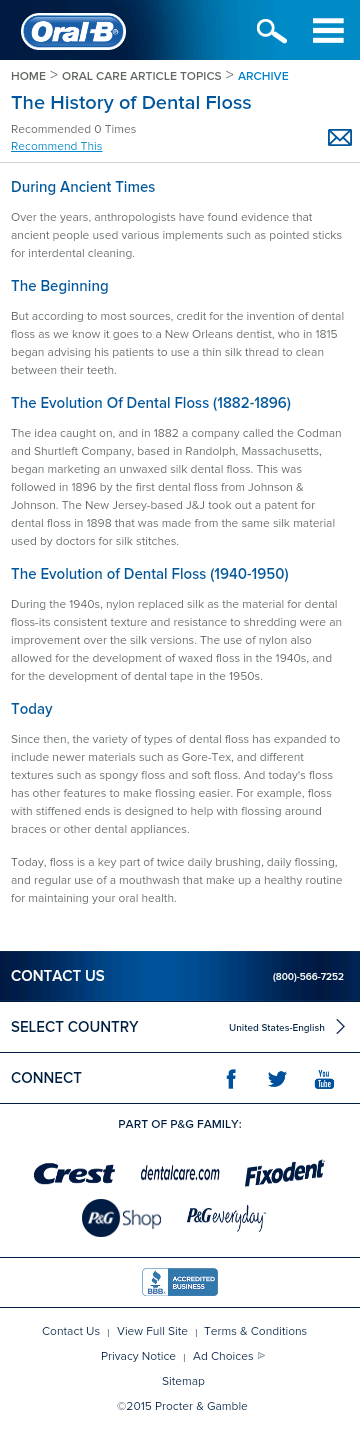 Oral-B
HOME > ORAL CARE ARTICLE TOPICS > ARCHIVE
The History of Dental Floss
Recommended 0 Times
Recommend This
During Ancient Times
Over the years, anthropologists have found evidence that
ancient people used various implements such as pointed sticks
for interdental cleaning.
The Beginning
But according to most sources, credit for the invention of dental
floss as we know it goes to a New Orleans dentist, who in 1815
began advising his patients to use a thin silk thread to clean
between their teeth.
The Evolution Of Dental Floss (1882-1896)
The idea caught on, and in 1882 a company called the Codman
and Shurtleft Company, based in Randolph, Massachusetts,
began marketing an unwaxed silk dental floss. This was
followed in 1896 by the first dental floss from Johnson &
Johnson. The New Jersey-based J&J took out a patent for
dental floss in 1898 that was made from the same silk material
used by doctors for silk stitches.
The Evolution of Dental Floss (1940-1950)
During the 1940s, nylon replaced silk as the material for dental
floss-its consistent texture and resistance to shredding were an
improvement over the silk versions. The use of nylon also
allowed for the development of waxed floss in the 1940s, and
for the development of dental tape in the 1950s.
Today
Since then, the variety of types of dental floss has expanded to
include newer materials such as Gore-Tex, and different
textures such as spongy floss and soft floss. And today's floss
has other features to make flossing easier. For example, floss
with stiffened ends is designed to help with flossing around
braces or other dental appliances.
Today, floss is a key part of twice daily brushing, daily flossing,
and regular use of a mouthwash that make up a healthy routine
for maintaining your oral health.
CONTACT US (800)-566-7252
SELECT COUNTRY United States-English
CONNECT f You Tube
PART OF P&G FAMILY:
Crest dentalcare.com Fixodent
P&G Shop P&G everyday
BBB ACCREDITED BUSINESS
Contact Us | View Full Site | Terms & Conditions
Privacy Notice | Ad Choices
Sitemap
©2015 Procter & Gamble